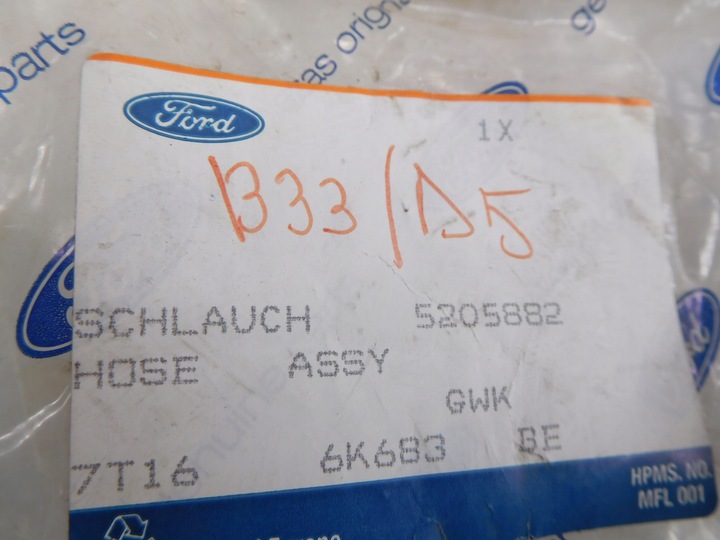 parts
Ford
1X
B33/D5
SCHLAUCH 5205882
HOSE ASSY
GWK
7T16 6K683 BE
HPMS. NO.
MFL 001